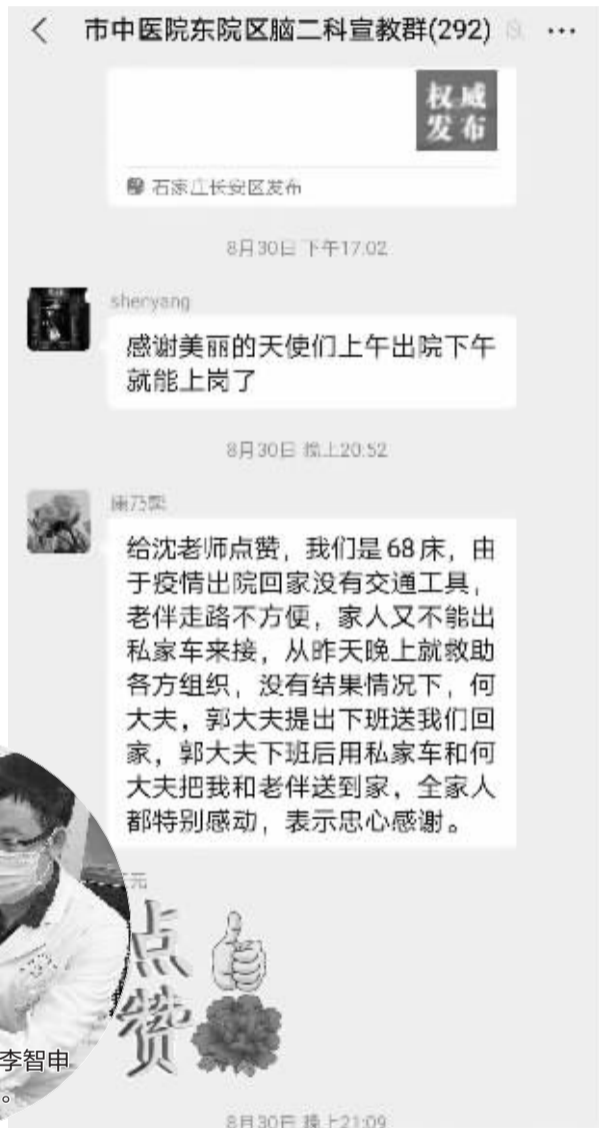 市中医院东院区脑二科宣教群(292)
权威
发布
石家庄长安区发布
8月30日 下午17:02
shenyang
感谢美丽的天使们上午出院下午
就能上岗了
8月30日 晚上20:52
康乃馨
给沈老师点赞，我们是68床，由
于疫情出院回家没有交通工具，
老伴走路不方便，家人又不能出
私家车来接，从昨天晚上就救助
各方组织，没有结果情况下，何
大夫，郭大夫提出下班送我们回
家，郭大夫下班后用私家车和何
大夫把我和老伴送到家，全家人
都特别感动，表示忠心感谢。
元
点
赞
李智申
。
8月30日 晚上21:09